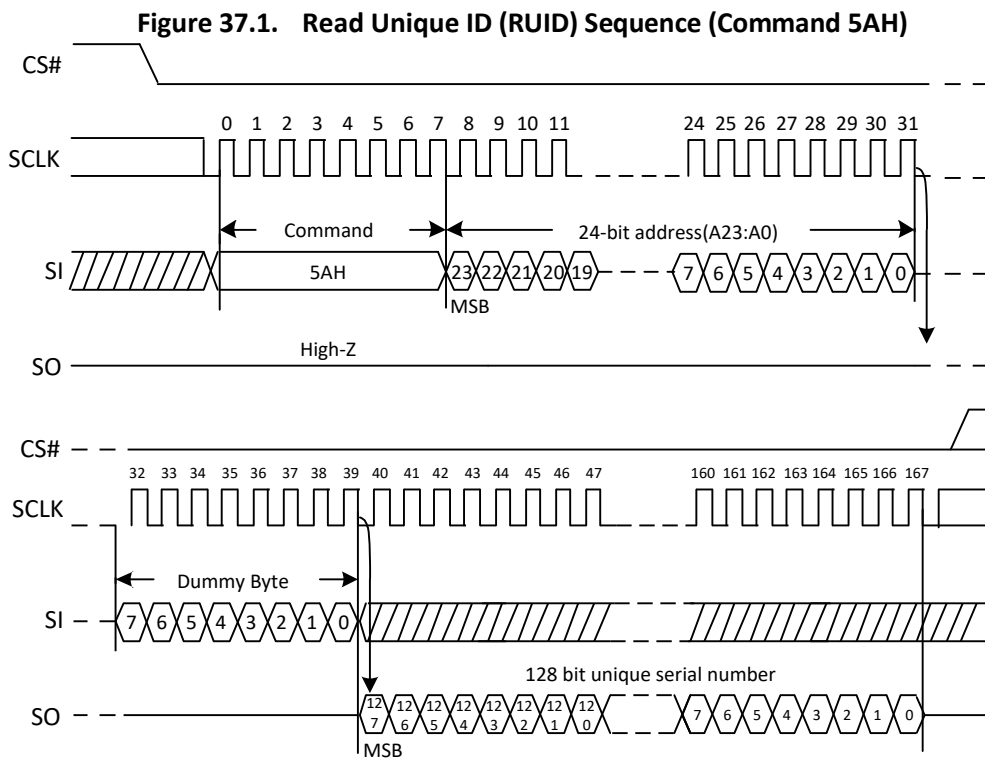 Figure 37.1. Read Unique ID (RUID) Sequence (Command 5AH)
CS#
0 1 2 3 4 5 6 7 8 9 10 11 24 25 26 27 28 29 30 31
SCLK
Command 24-bit address(A23:A0)
SI 5AH 23 22 21 20 19 7 6 5 4 3 2 1 0
MSB
High-Z
SO
CS#
32 33 34 35 36 37 38 39 40 41 42 43 44 45 46 47 160 161 162 163 164 165 166 167
SCLK
Dummy Byte
SI 7 6 5 4 3 2 1 0
128 bit unique serial number
SO 127 126 125 124 123 122 121 120 7 6 5 4 3 2 1 0
MSB